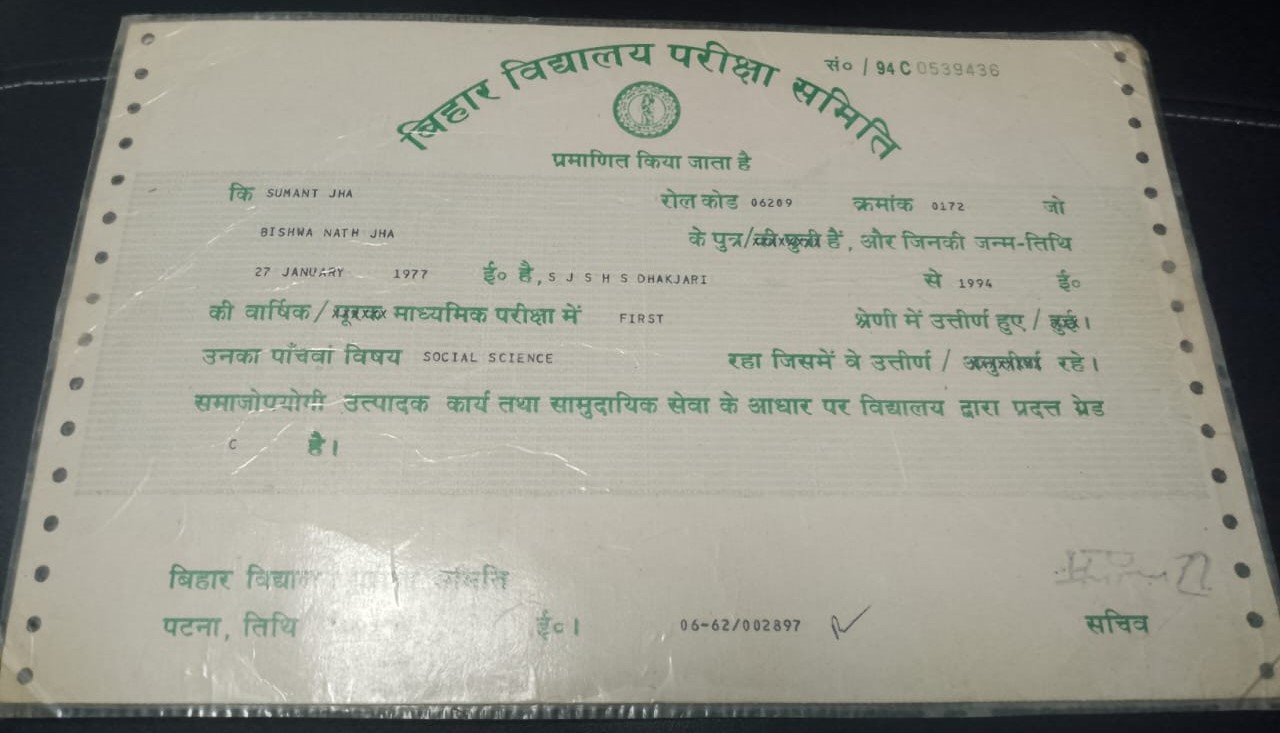 बिहार विद्यालय परीक्षा समिति
सं० / 94 C 0539436
प्रमाणित किया जाता है
कि SUMANT JHA रोल कोड 06209 क्रमांक 0172 जो
BISHWA NATH JHA के पुत्र/ हैं, और जिनकी जन्म-तिथि
27 JANUARY 1977 ई० है, S J S H S DHAKJARI से 1994 ई०
की वार्षिक / माध्यमिक परीक्षा में FIRST श्रेणी में उत्तीर्ण हुए / हुई।
उनका पाँचवां विषय SOCIAL SCIENCE रहा जिसमें वे उत्तीर्ण / अनुत्तीर्ण रहे।
समाजोपयोगी उत्पादक कार्य तथा सामुदायिक सेवा के आधार पर विद्यालय द्वारा प्रदत्त ग्रेड
C है।
बिहार समिति
पटना, तिथि ई०। 06-62/002897 सचिव